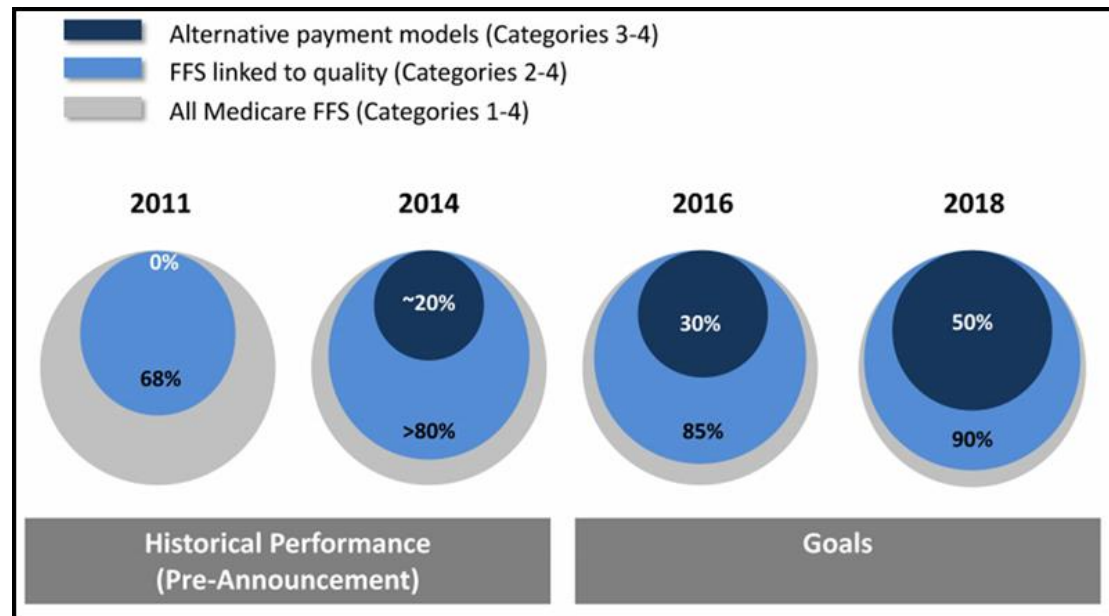 Alternative payment models (Categories 3-4)
FFS linked to quality (Categories 2-4)
All Medicare FFS (Categories 1-4)
2011
2014
2016
2018
0%
68%
~20%
>80%
30%
85%
50%
90%
Historical Performance
(Pre-Announcement)
Goals